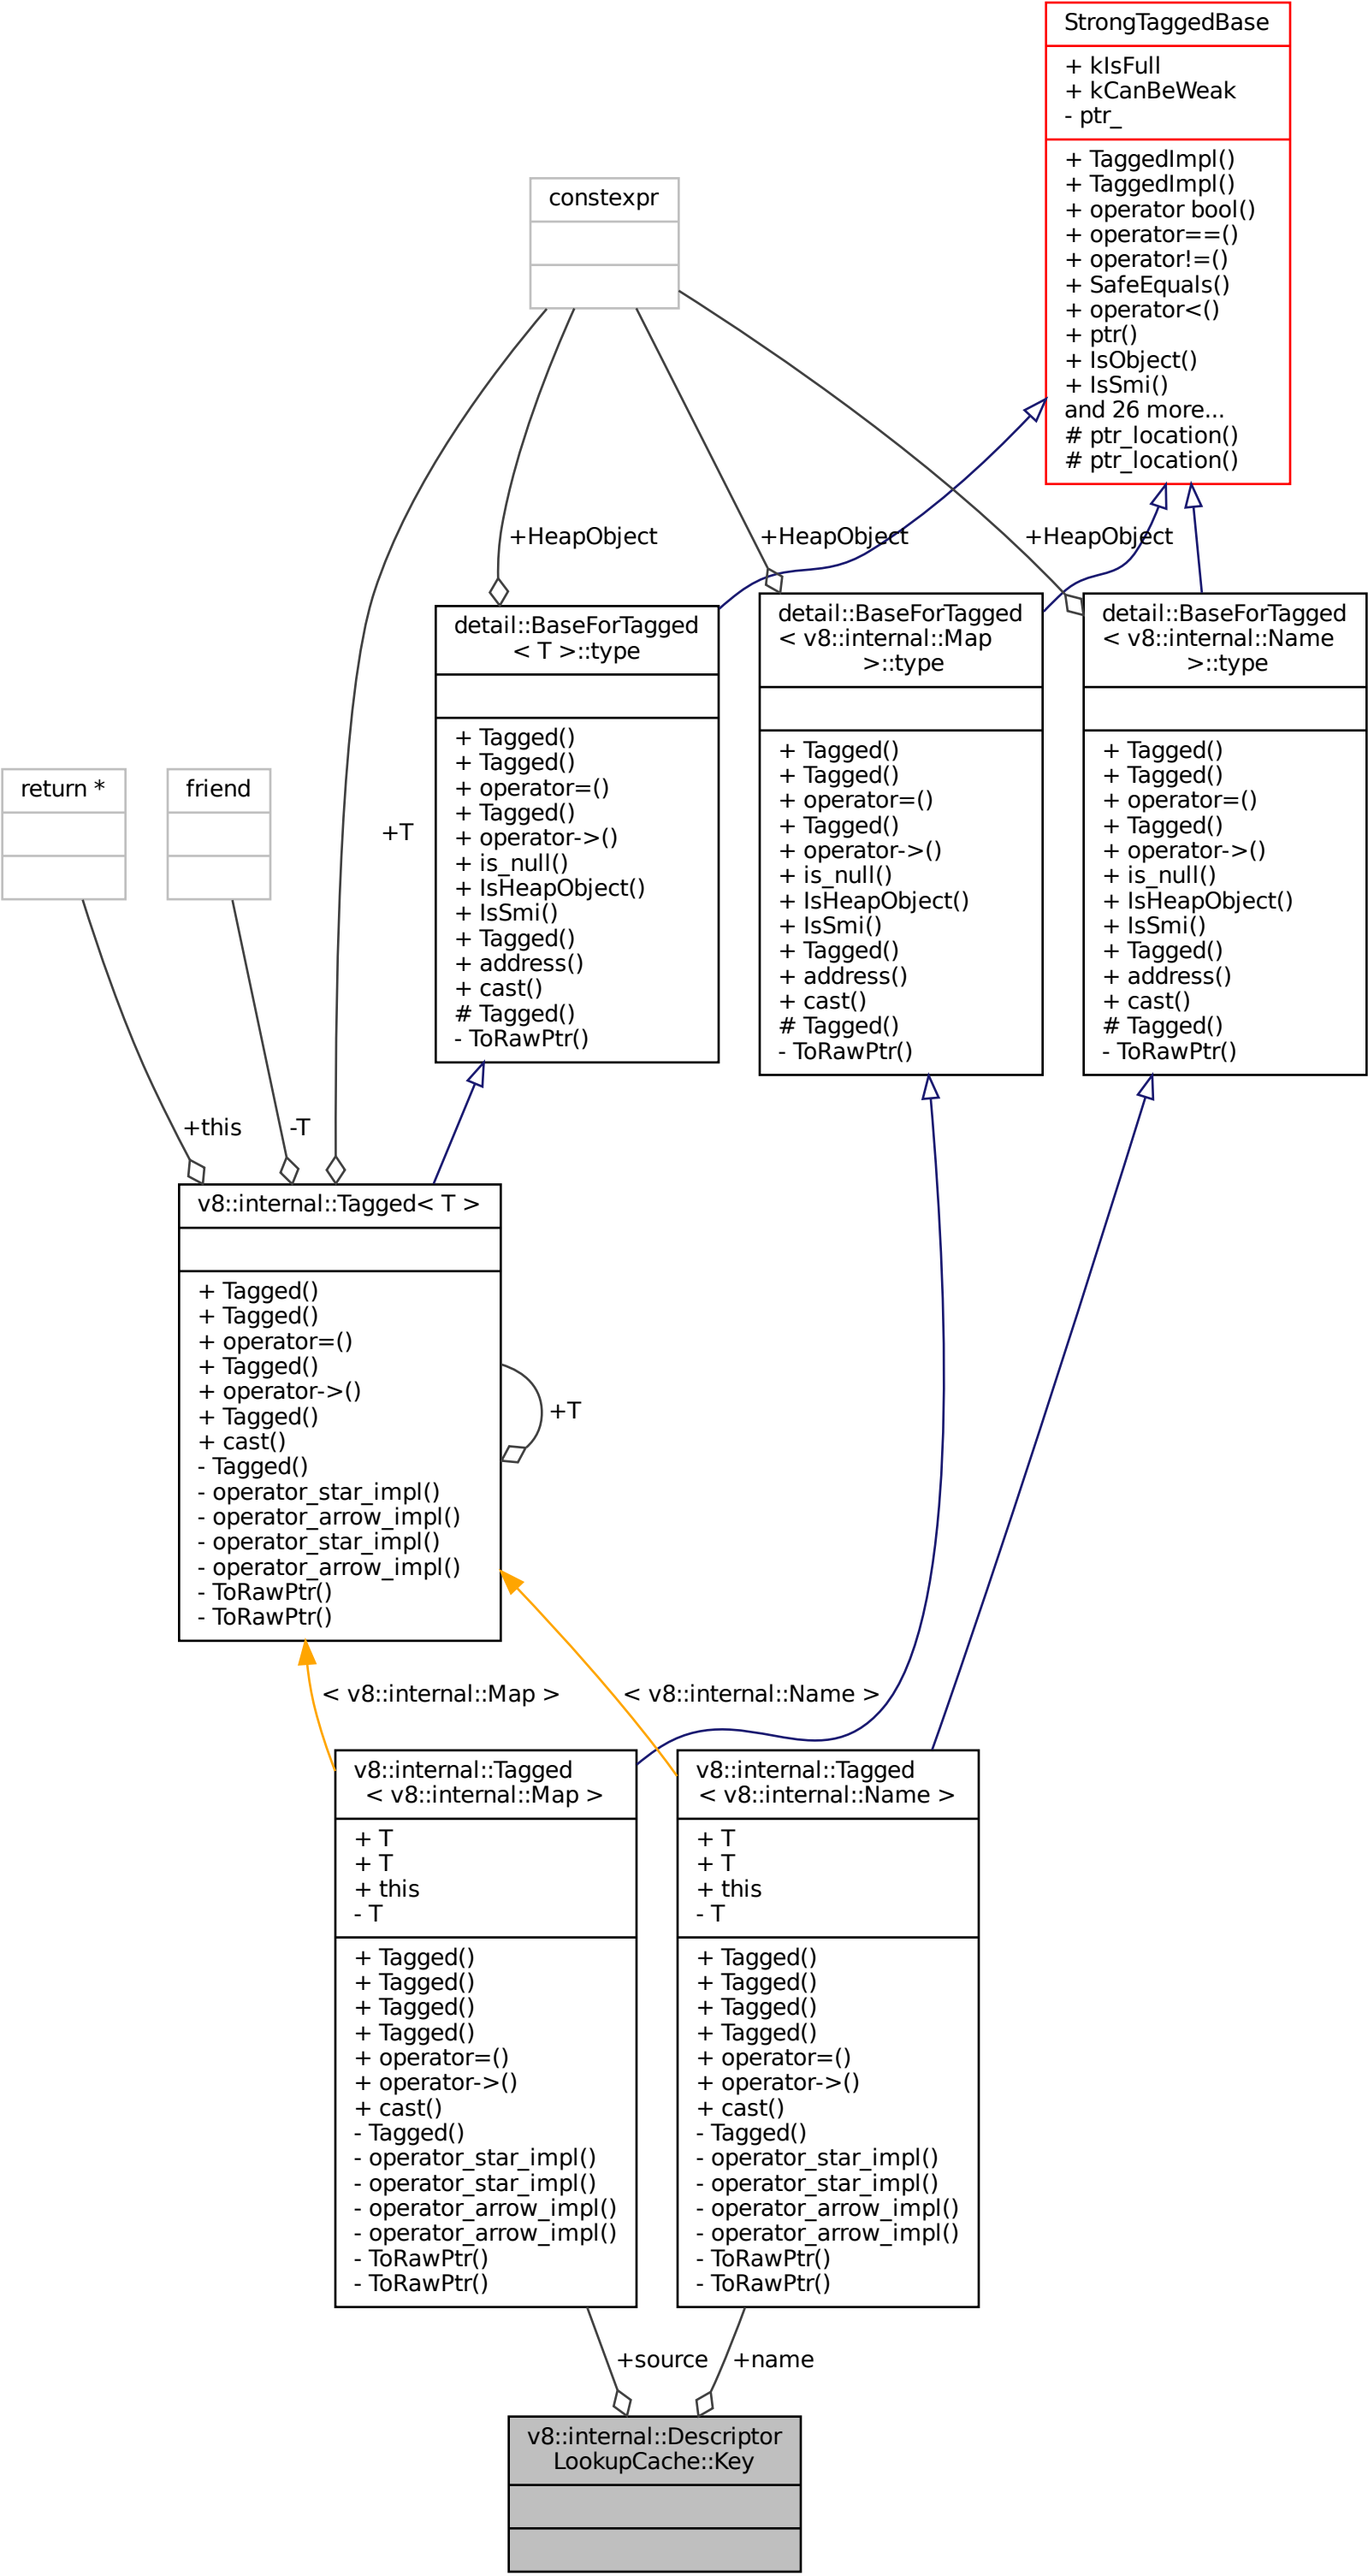 StrongTaggedBase
+ kIsFull
+ kCanBeWeak
- ptr_
+ TaggedImpl()
+ TaggedImpl()
+ operator bool()
+ operator==()
+ operator!=()
+ SafeEquals()
+ operator<()
+ ptr()
+ IsObject()
+ IsSmi()
and 26 more...
# ptr_location()
# ptr_location()
constexpr
+HeapObject
+HeapObject
+HeapObject
detail::BaseForTagged
< T >::type
+ Tagged()
+ Tagged()
+ operator=()
+ Tagged()
+ operator->()
+ is_null()
+ IsHeapObject()
+ IsSmi()
+ Tagged()
+ address()
+ cast()
# Tagged()
- ToRawPtr()
detail::BaseForTagged
< v8::internal::Map
>::type
+ Tagged()
+ Tagged()
+ operator=()
+ Tagged()
+ operator->()
+ is_null()
+ IsHeapObject()
+ IsSmi()
+ Tagged()
+ address()
+ cast()
# Tagged()
- ToRawPtr()
detail::BaseForTagged
< v8::internal::Name
>::type
+ Tagged()
+ Tagged()
+ operator=()
+ Tagged()
+ operator->()
+ is_null()
+ IsHeapObject()
+ IsSmi()
+ Tagged()
+ address()
+ cast()
# Tagged()
- ToRawPtr()
return *
friend
+T
+this
-T
v8::internal::Tagged< T >
+ Tagged()
+ Tagged()
+ operator=()
+ Tagged()
+ operator->()
+ Tagged()
+ cast()
- Tagged()
- operator_star_impl()
- operator_arrow_impl()
- operator_star_impl()
- operator_arrow_impl()
- ToRawPtr()
- ToRawPtr()
+T
< v8::internal::Map >
< v8::internal::Name >
v8::internal::Tagged
< v8::internal::Map >
+ T
+ T
+ this
- T
+ Tagged()
+ Tagged()
+ Tagged()
+ Tagged()
+ operator=()
+ operator->()
+ cast()
- Tagged()
- operator_star_impl()
- operator_star_impl()
- operator_arrow_impl()
- operator_arrow_impl()
- ToRawPtr()
- ToRawPtr()
v8::internal::Tagged
< v8::internal::Name >
+ T
+ T
+ this
- T
+ Tagged()
+ Tagged()
+ Tagged()
+ Tagged()
+ operator=()
+ operator->()
+ cast()
- Tagged()
- operator_star_impl()
- operator_star_impl()
- operator_arrow_impl()
- operator_arrow_impl()
- ToRawPtr()
- ToRawPtr()
+source
+name
v8::internal::Descriptor
LookupCache::Key